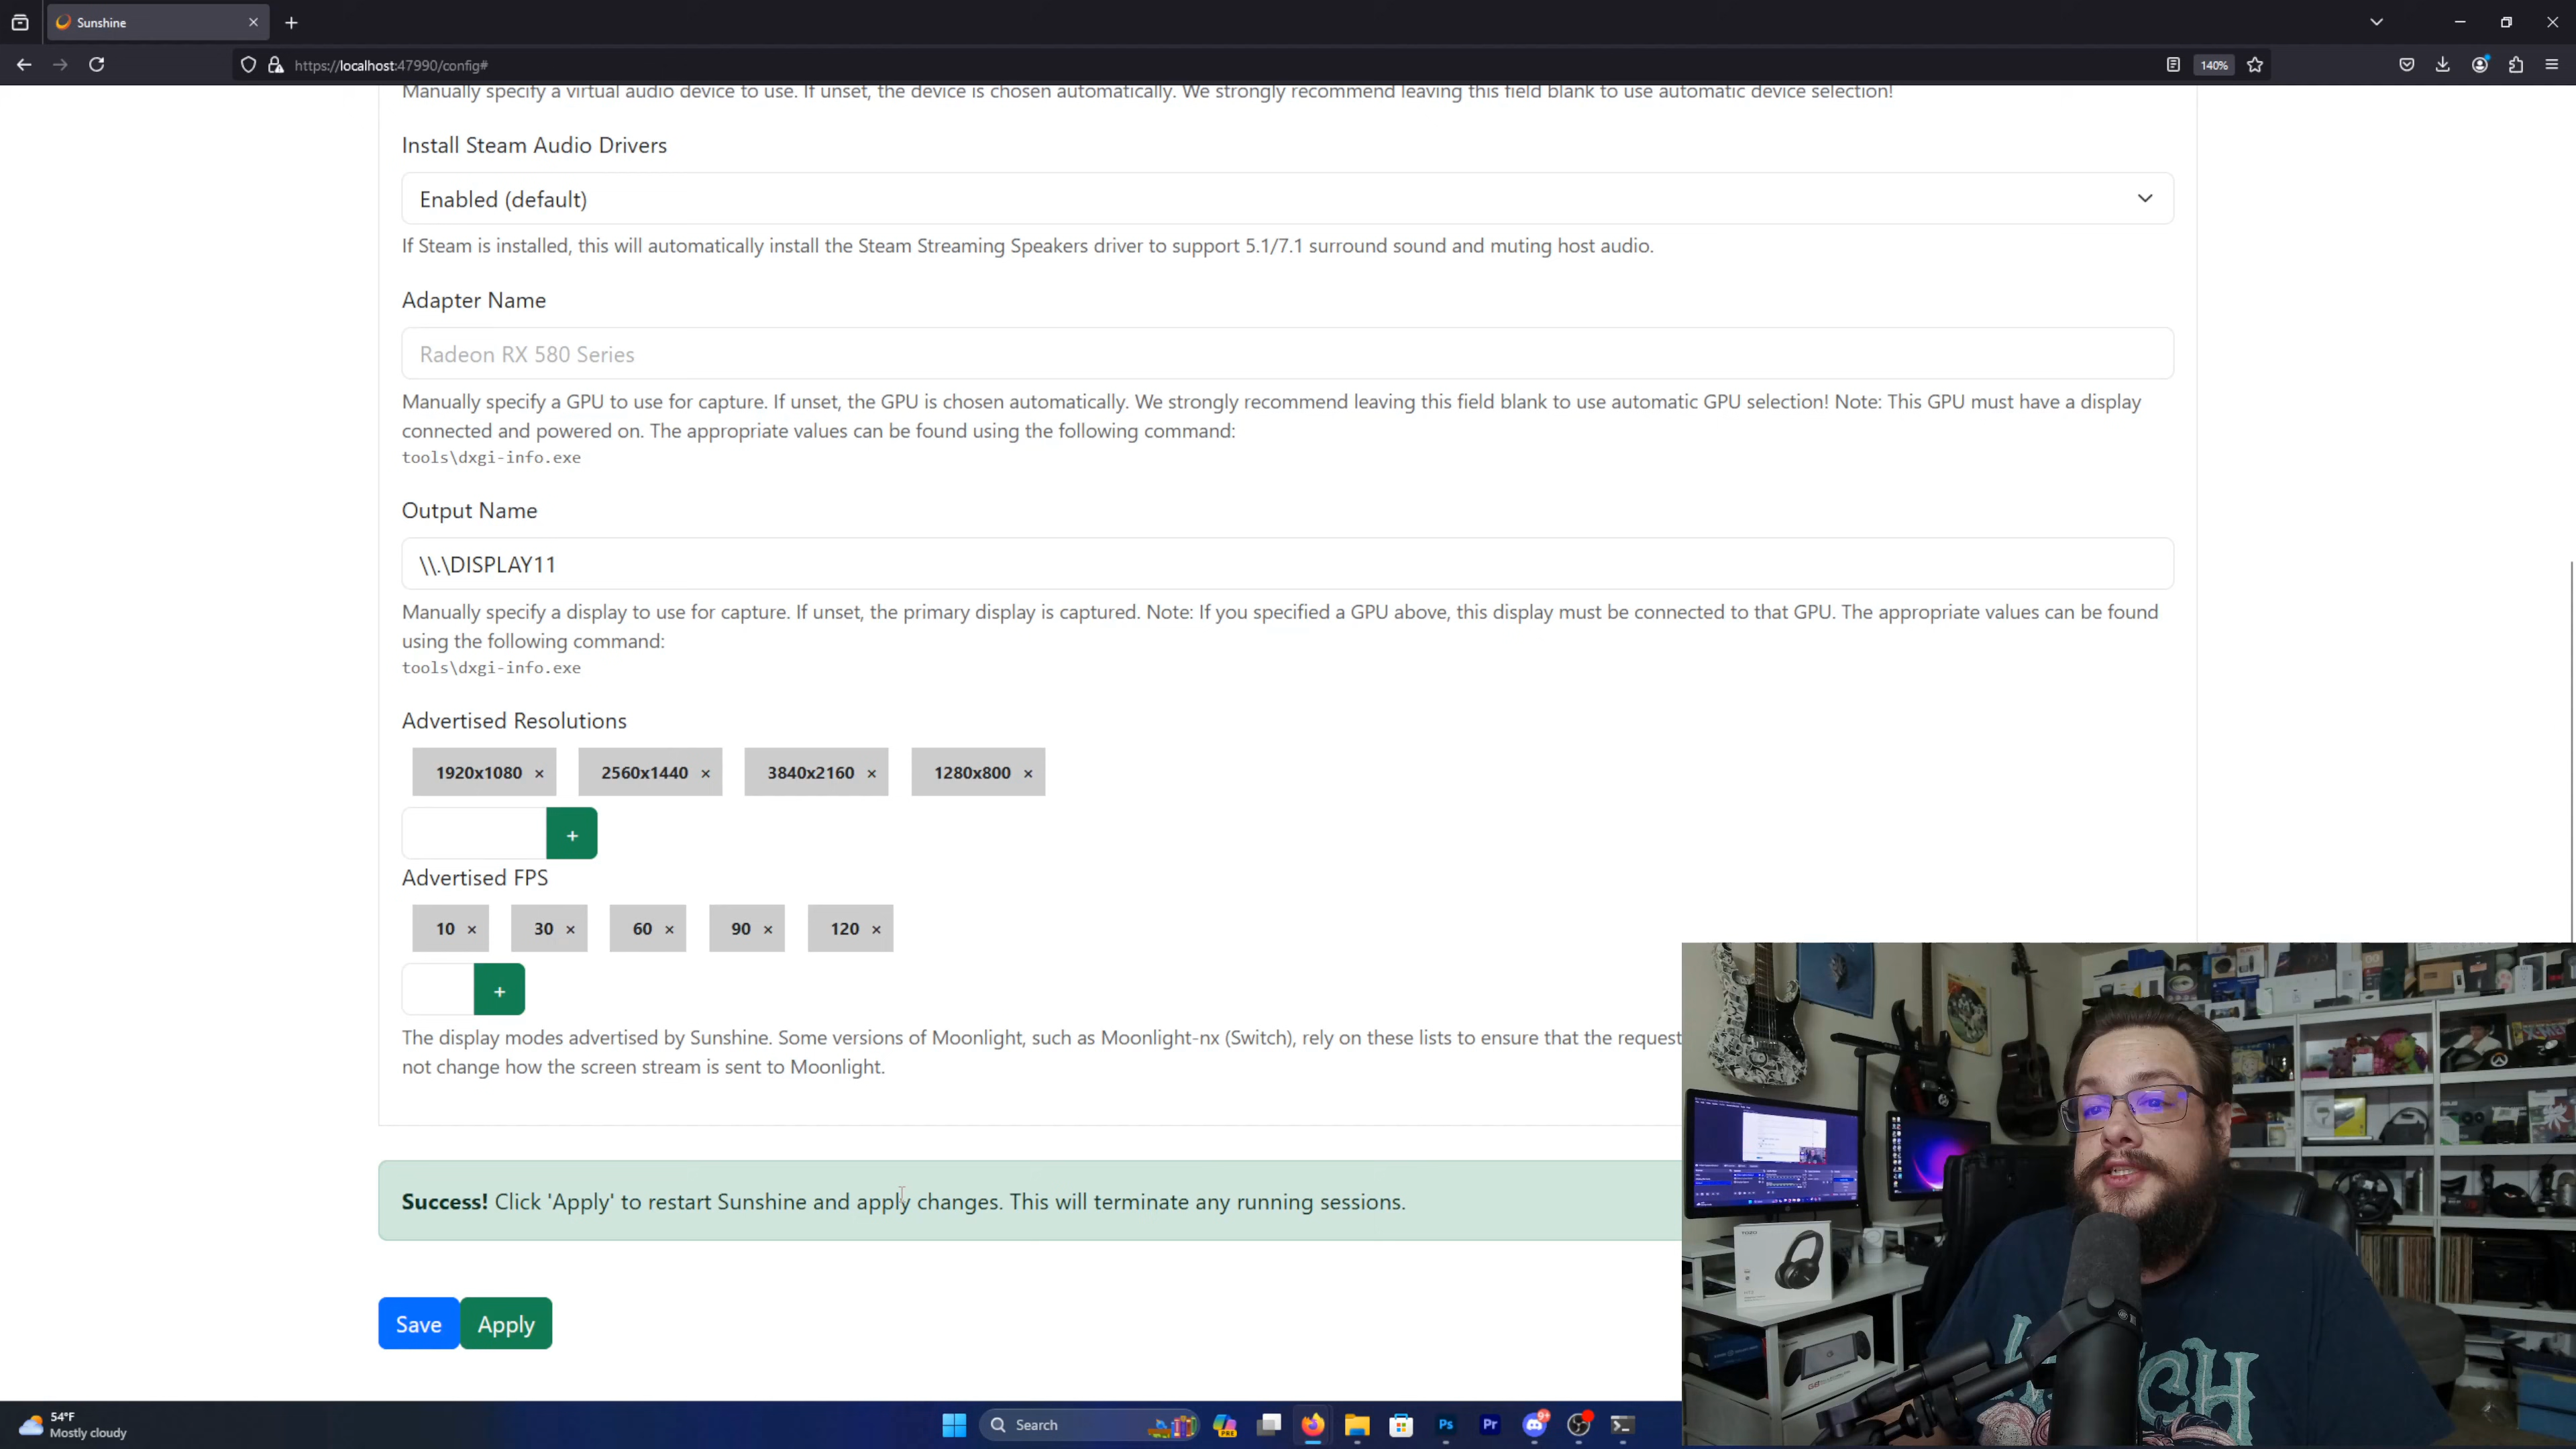 Sunshine
https://localhost:47990/config#
140%
Manually specify a virtual audio device to use. If unset, the device is chosen automatically. We strongly recommend leaving this field blank to use automatic device selection!
Install Steam Audio Drivers
Enabled (default)
If Steam is installed, this will automatically install the Steam Streaming Speakers driver to support 5.1/7.1 surround sound and muting host audio.
Adapter Name
Radeon RX 580 Series
Manually specify a GPU to use for capture. If unset, the GPU is chosen automatically. We strongly recommend leaving this field blank to use automatic GPU selection! Note: This GPU must have a display
connected and powered on. The appropriate values can be found using the following command:
tools\dxgi-info.exe
Output Name
\\.\DISPLAY11
Manually specify a display to use for capture. If unset, the primary display is captured. Note: If you specified a GPU above, this display must be connected to that GPU. The appropriate values can be found
using the following command:
tools\dxgi-info.exe
Advertised Resolutions
1920x1080 × 2560x1440 × 3840x2160 × 1280x800 ×
+
Advertised FPS
10 × 30 × 60 × 90 × 120 ×
+
The display modes advertised by Sunshine. Some versions of Moonlight, such as Moonlight-nx (Switch), rely on these lists to ensure that the request
not change how the screen stream is sent to Moonlight.
Success! Click 'Apply' to restart Sunshine and apply changes. This will terminate any running sessions.
Save Apply
54°F
Mostly cloudy
Search
PRE
Ps
Pr
9+